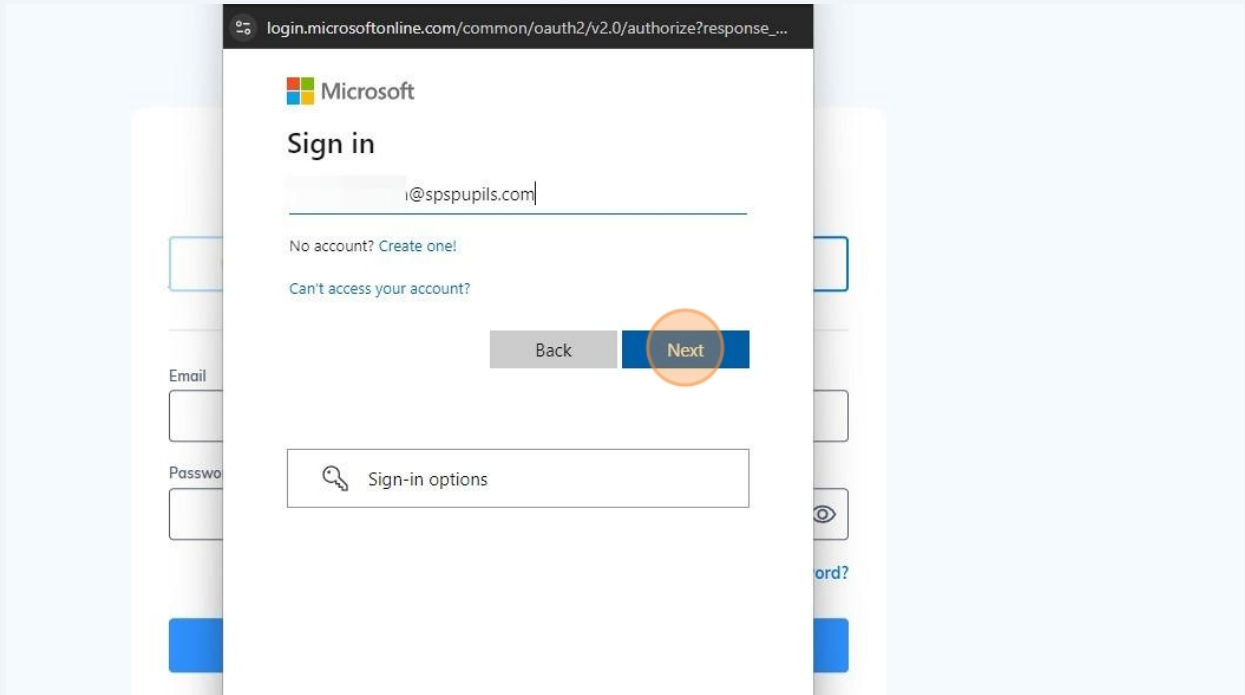 login.microsoftonline.com/common/oauth2/v2.0/authorize?response_...
Microsoft
Sign in
@spspupils.com
No account? Create one!
Can't access your account?
Back Next
Email
Sign-in options
Passwo
ord?